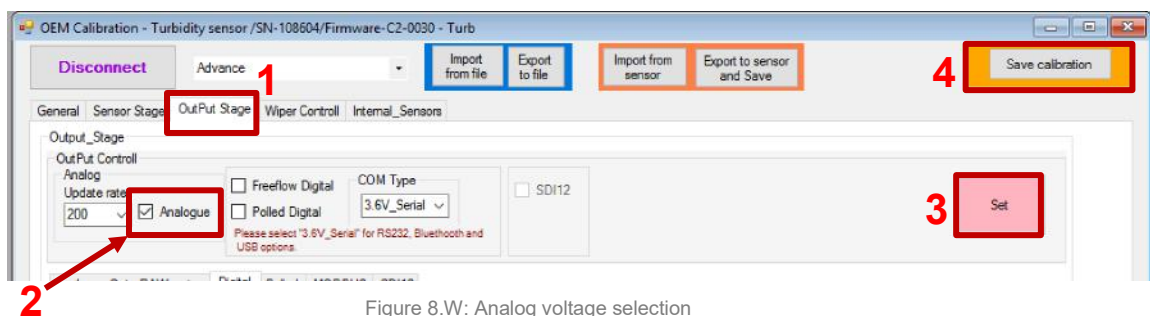 OEM Calibration - Turbidity sensor /SN-108604/Firmware-C2-0030 - Turb
Disconnect
Advance
Import from file
Export to file
Import from sensor
Export to sensor and Save
4
Save calibration
1
General
Sensor Stage
OutPut Stage
Wiper Controll
Internal_Sensors
Output_Stage
OutPut Controll
Analog
Update rate
200
Analogue
Freeflow Digital
Polled Digital
COM Type
3.6V_Serial
Please select "3.6V_Serial" for RS232, Bluethooth and
USB options.
SDI12
3
Set
2
Figure 8.W: Analog voltage selection